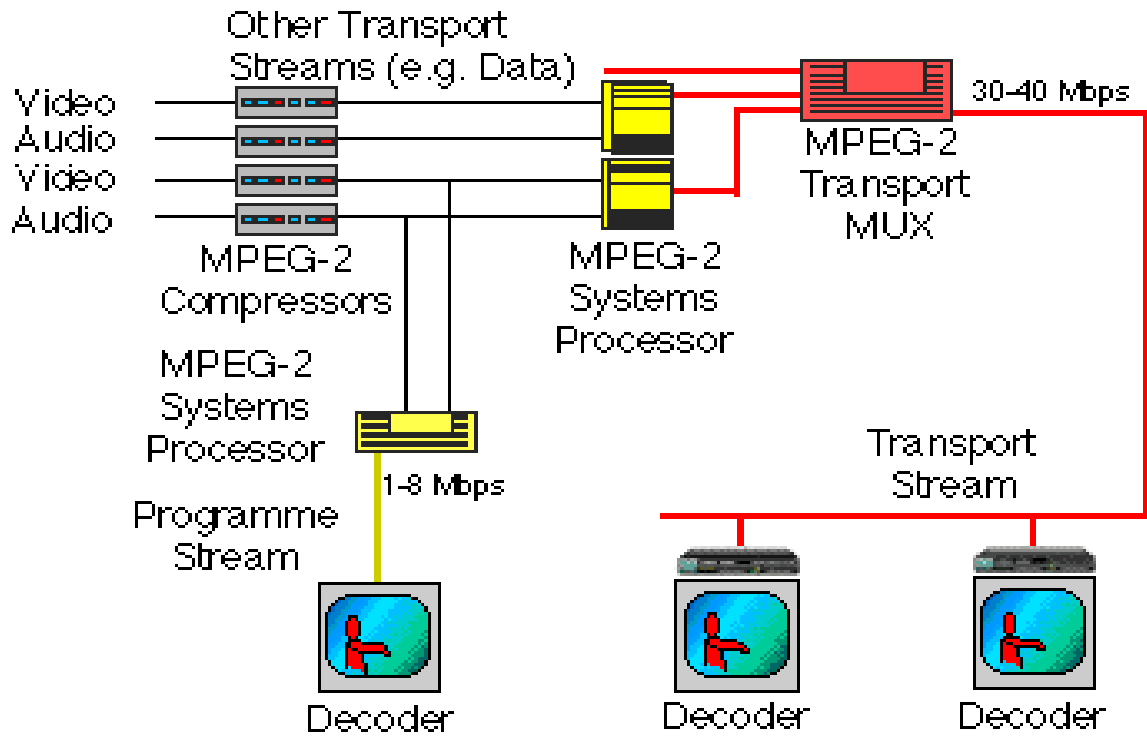 Other Transport
Streams (e.g. Data)
Video
Audio
Video
Audio
30-40 Mbps
MPEG-2
Transport
MUX
MPEG-2
Compressors
MPEG-2
Systems
Processor
MPEG-2
Systems
Processor
1-8 Mbps
Programme
Stream
Transport
Stream
Decoder
Decoder
Decoder